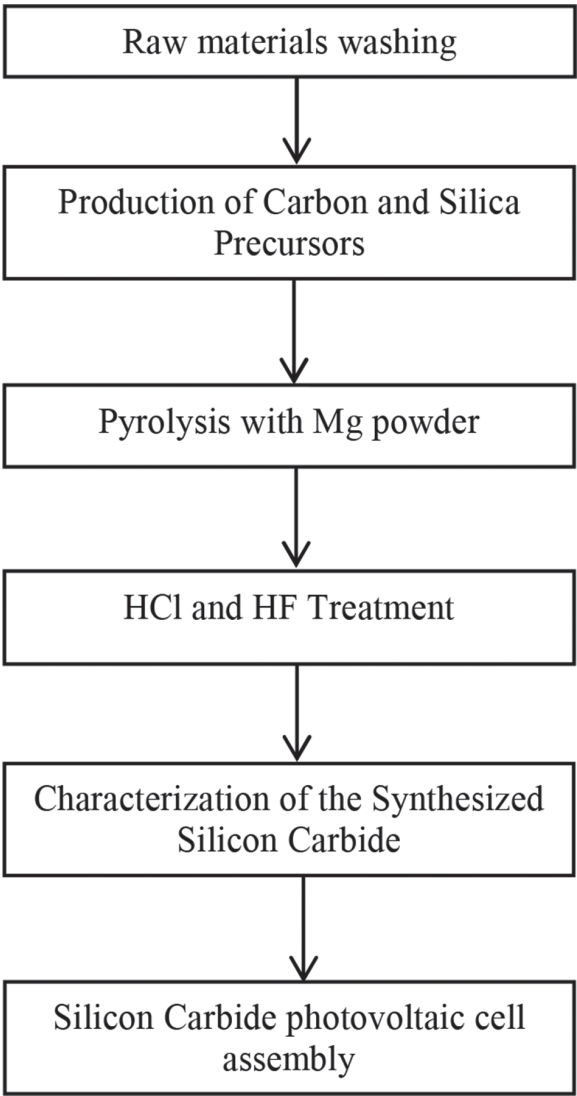 Raw materials washing
Production of Carbon and Silica
Precursors
Pyrolysis with Mg powder
HCl and HF Treatment
Characterization of the Synthesized
Silicon Carbide
Silicon Carbide photovoltaic cell
assembly